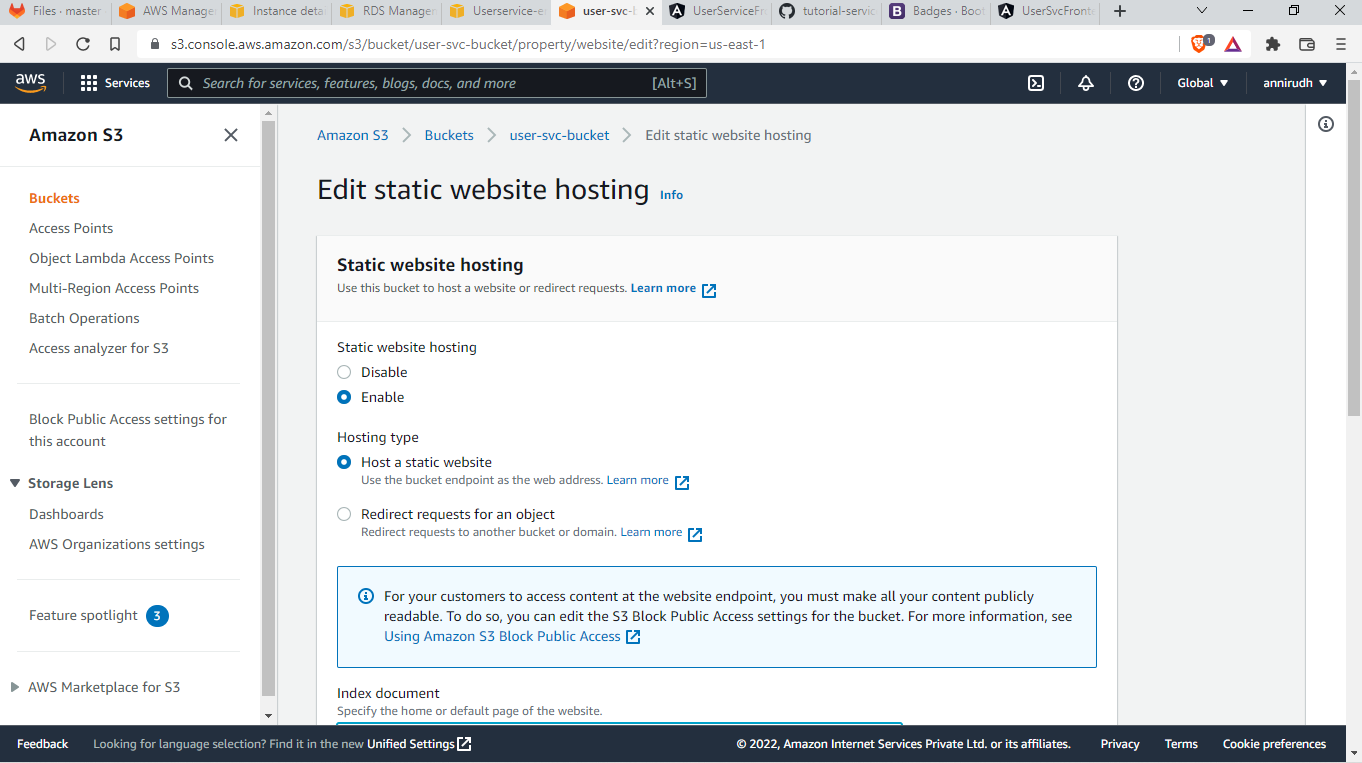 Files · master
AWS Manage
Instance deta
RDS Manager
Userservice-e
user-svc-b
UserServiceFr
tutorial-servic
Badges · Boot
UserSvcFronte
s3.console.aws.amazon.com/s3/bucket/user-svc-bucket/property/website/edit?region=us-east-1
1
aws
Services
Search for services, features, blogs, docs, and more
[Alt+S]
Global
annirudh
Amazon S3
Buckets
Access Points
Object Lambda Access Points
Multi-Region Access Points
Batch Operations
Access analyzer for S3
Block Public Access settings for
this account
Storage Lens
Dashboards
AWS Organizations settings
Feature spotlight 3
AWS Marketplace for S3
Amazon S3 > Buckets > user-svc-bucket > Edit static website hosting
Edit static website hosting Info
Static website hosting
Use this bucket to host a website or redirect requests. Learn more
Static website hosting
Disable
Enable
Hosting type
Host a static website
Use the bucket endpoint as the web address. Learn more
Redirect requests for an object
Redirect requests to another bucket or domain. Learn more
For your customers to access content at the website endpoint, you must make all your content publicly
readable. To do so, you can edit the S3 Block Public Access settings for the bucket. For more information, see
Using Amazon S3 Block Public Access
Index document
Specify the home or default page of the website.
Feedback
Looking for language selection? Find it in the new Unified Settings
© 2022, Amazon Internet Services Private Ltd. or its affiliates.
Privacy
Terms
Cookie preferences